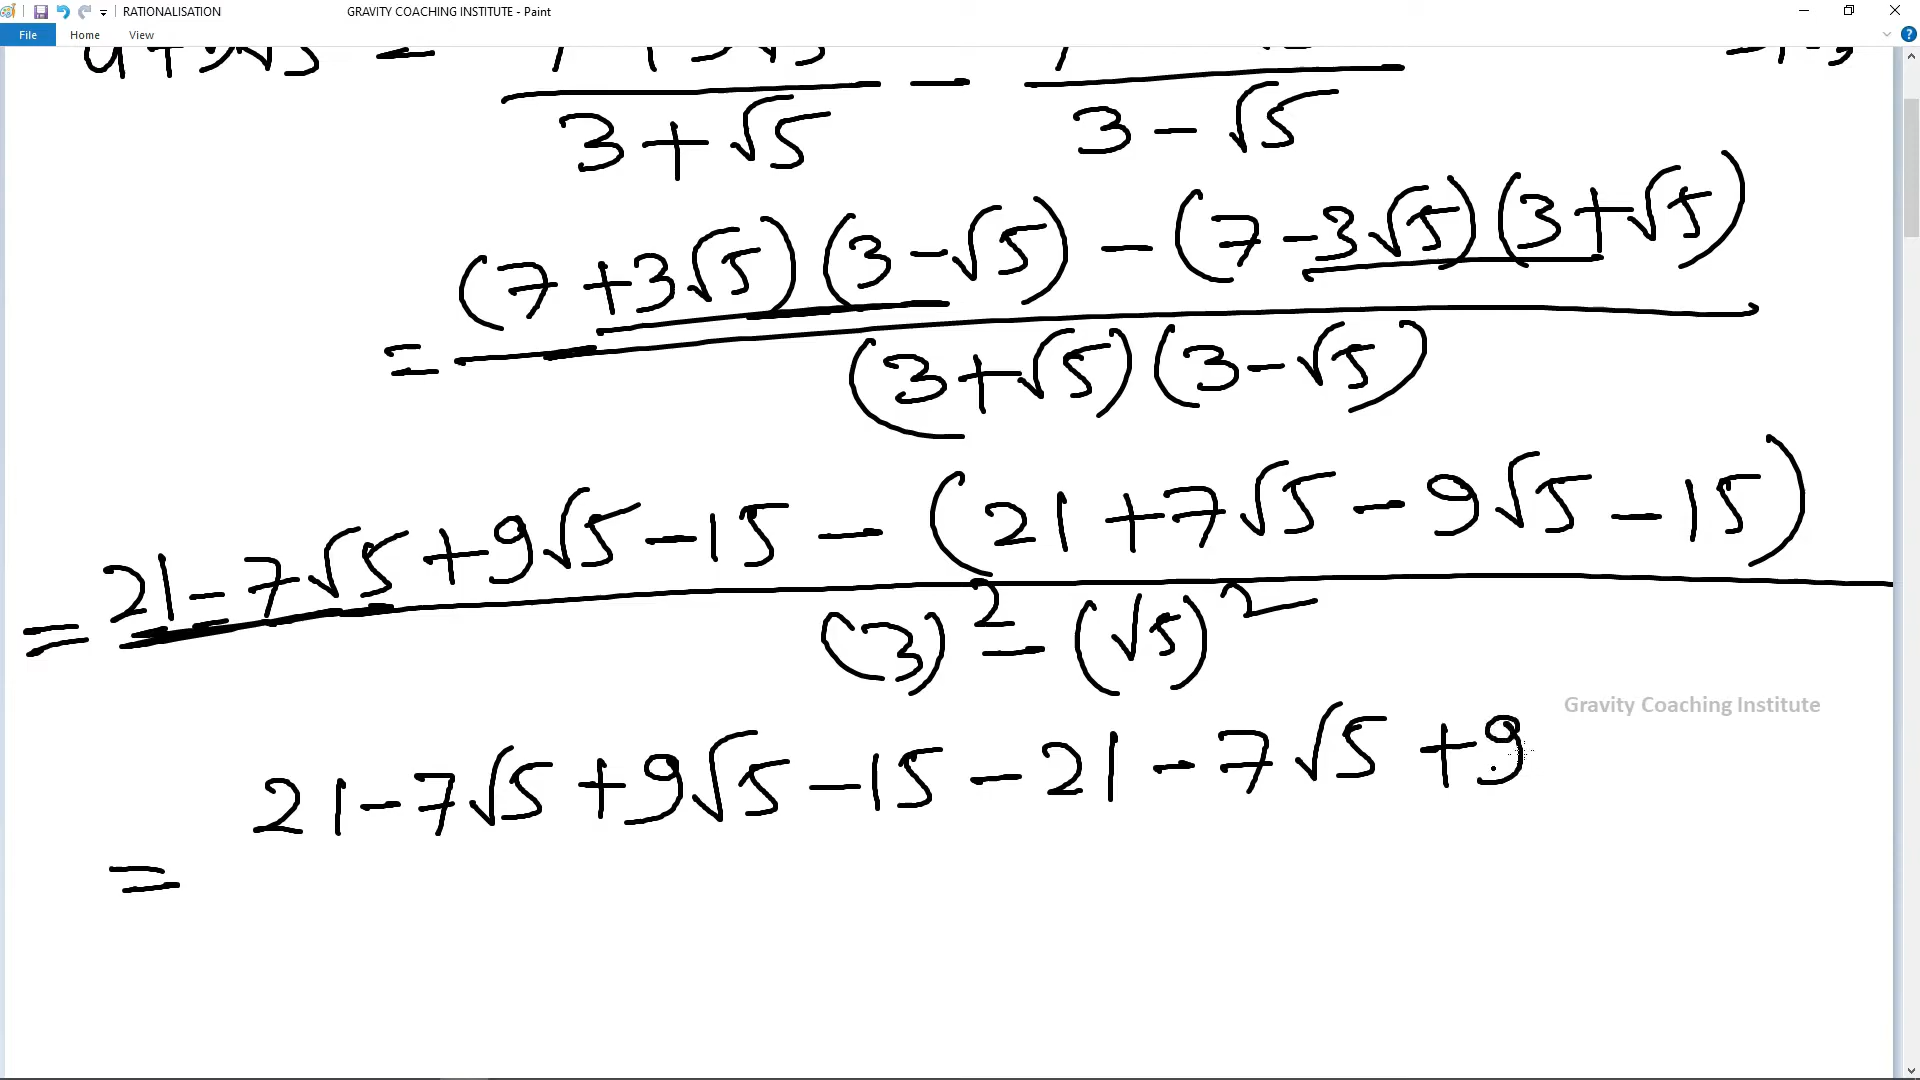 RATIONALISATION GRAVITY COACHING INSTITUTE - Paint
File Home View
3+√5 3-√5
= (7+3√5)(3-√5) - (7-3√5)(3+√5)
(3+√5)(3-√5)
= 21-7√5+9√5-15-(21+7√5-9√5-15)
(3)²-(√5)²
Gravity Coaching Institute
21-7√5+9√5-15-21-7√5+9
=